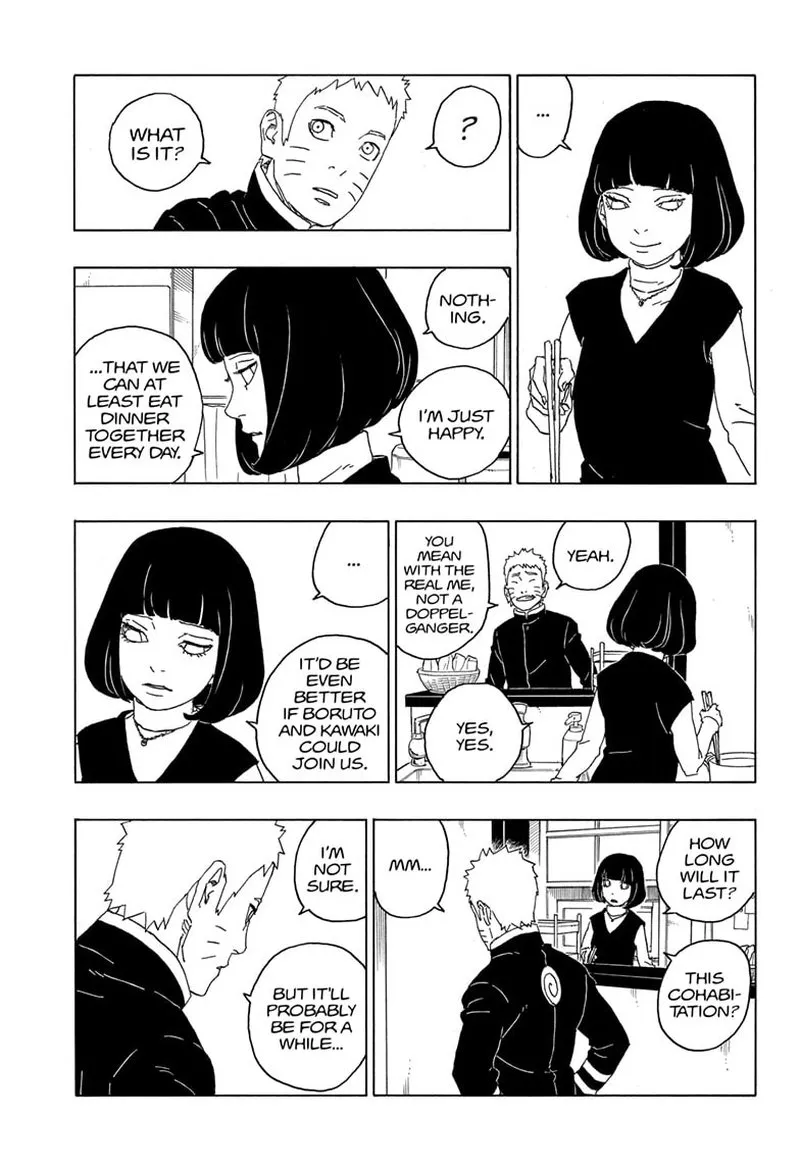 ...
?
WHAT
IS IT?
NOTH-
ING.
I'M JUST
HAPPY.
...THAT WE
CAN AT
LEAST EAT
DINNER
TOGETHER
EVERY DAY.
YEAH.
YOU
MEAN
WITH THE
REAL ME,
NOT A
DOPPEL-
GANGER.
YES,
YES.
...
IT'D BE
EVEN
BETTER
IF BORUTO
AND KAWAKI
COULD
JOIN US.
HOW
LONG
WILL IT
LAST?
THIS
COHABI-
TATION?
MM...
I'M
NOT
SURE.
BUT IT'LL
PROBABLY
BE FOR A
WHILE...